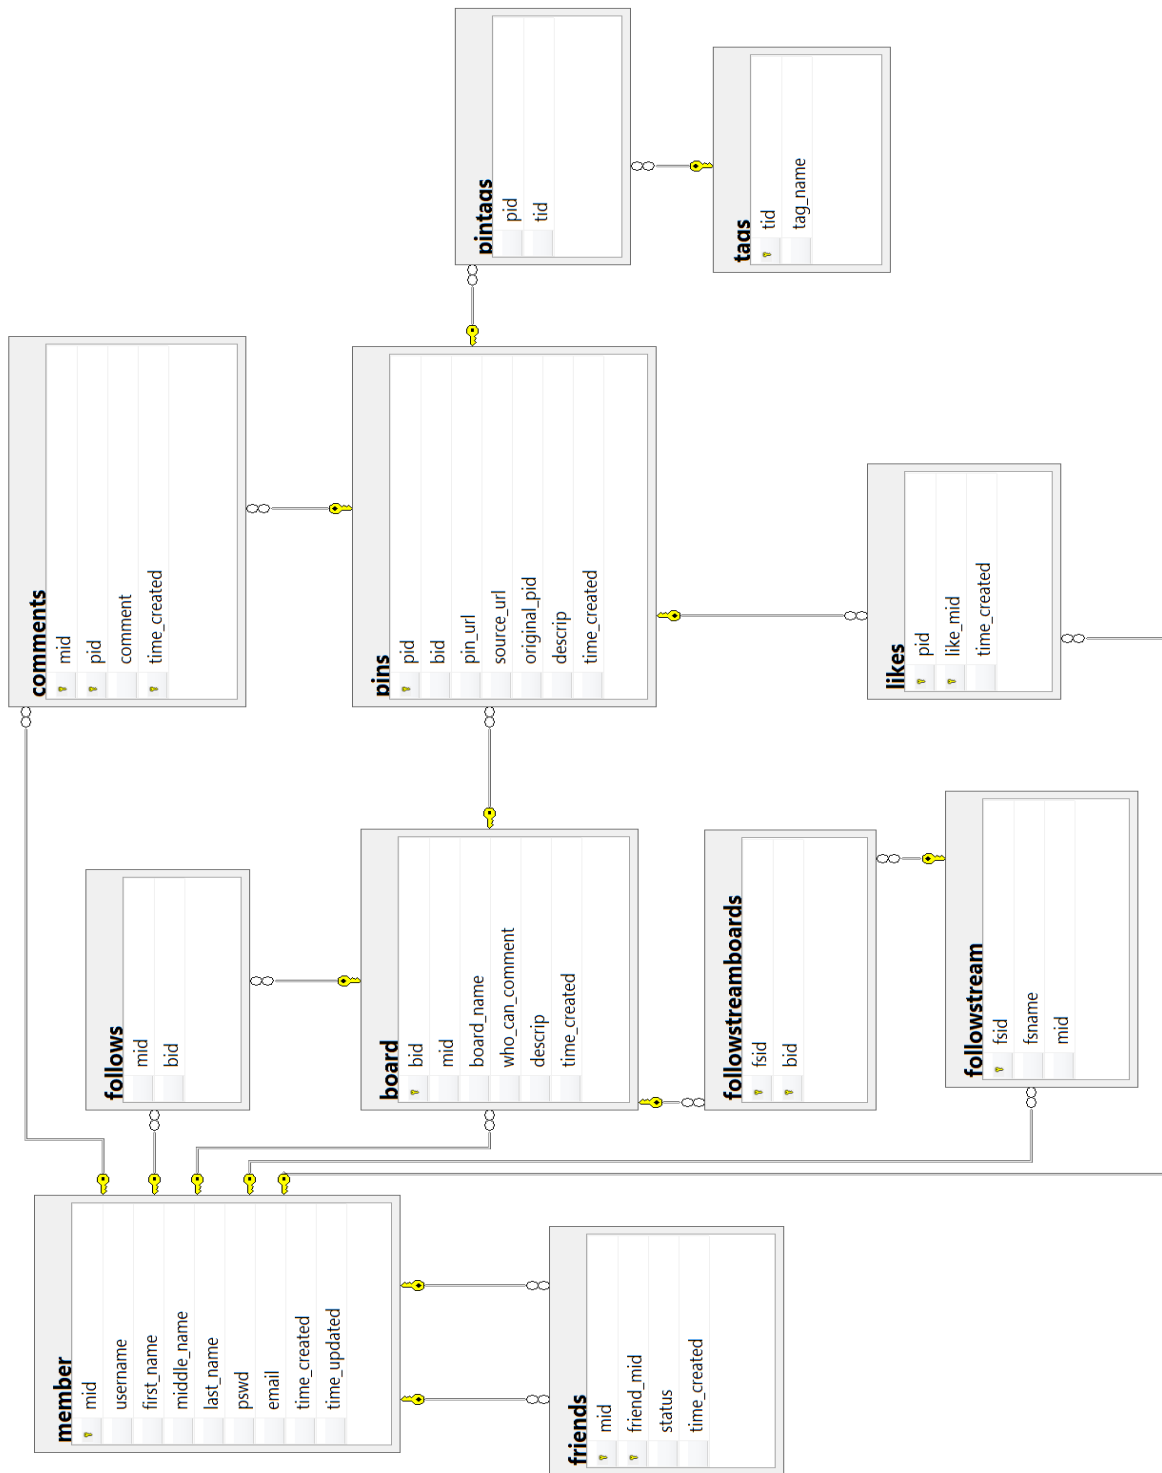 member
mid
username
first_name
middle_name
last_name
pswd
email
time_created
time_updated
follows
mid
bid
comments
mid
pid
comment
time_created
board
bid
mid
board_name
who_can_comment
descrip
time_created
pins
pid
bid
pin_url
source_url
original_pid
descrip
time_created
pintags
pid
tid
friends
mid
friend_mid
status
time_created
followstreamboards
fsid
bid
tags
tid
tag_name
followstream
fsid
fsname
mid
likes
pid
like_mid
time_created